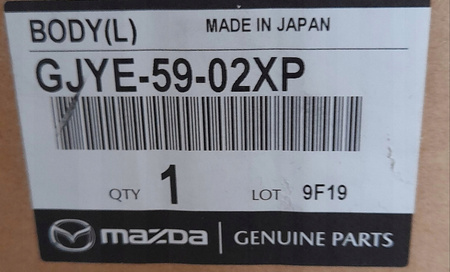 BODY(L) MADE IN JAPAN
GJYE-59-02XP
QTY 1 LOT 9F19
mazda GENUINE PARTS